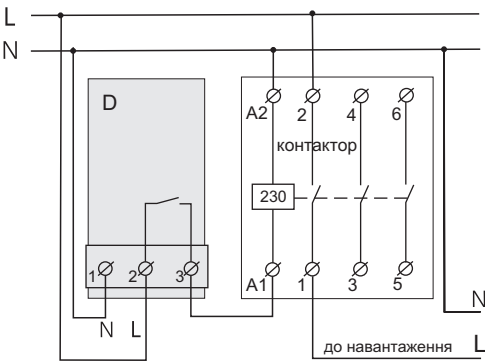 L
N
D
A2 2 4 6
контактор
230
1 2 3
A1 1 3 5
N L
N
до навантаження L